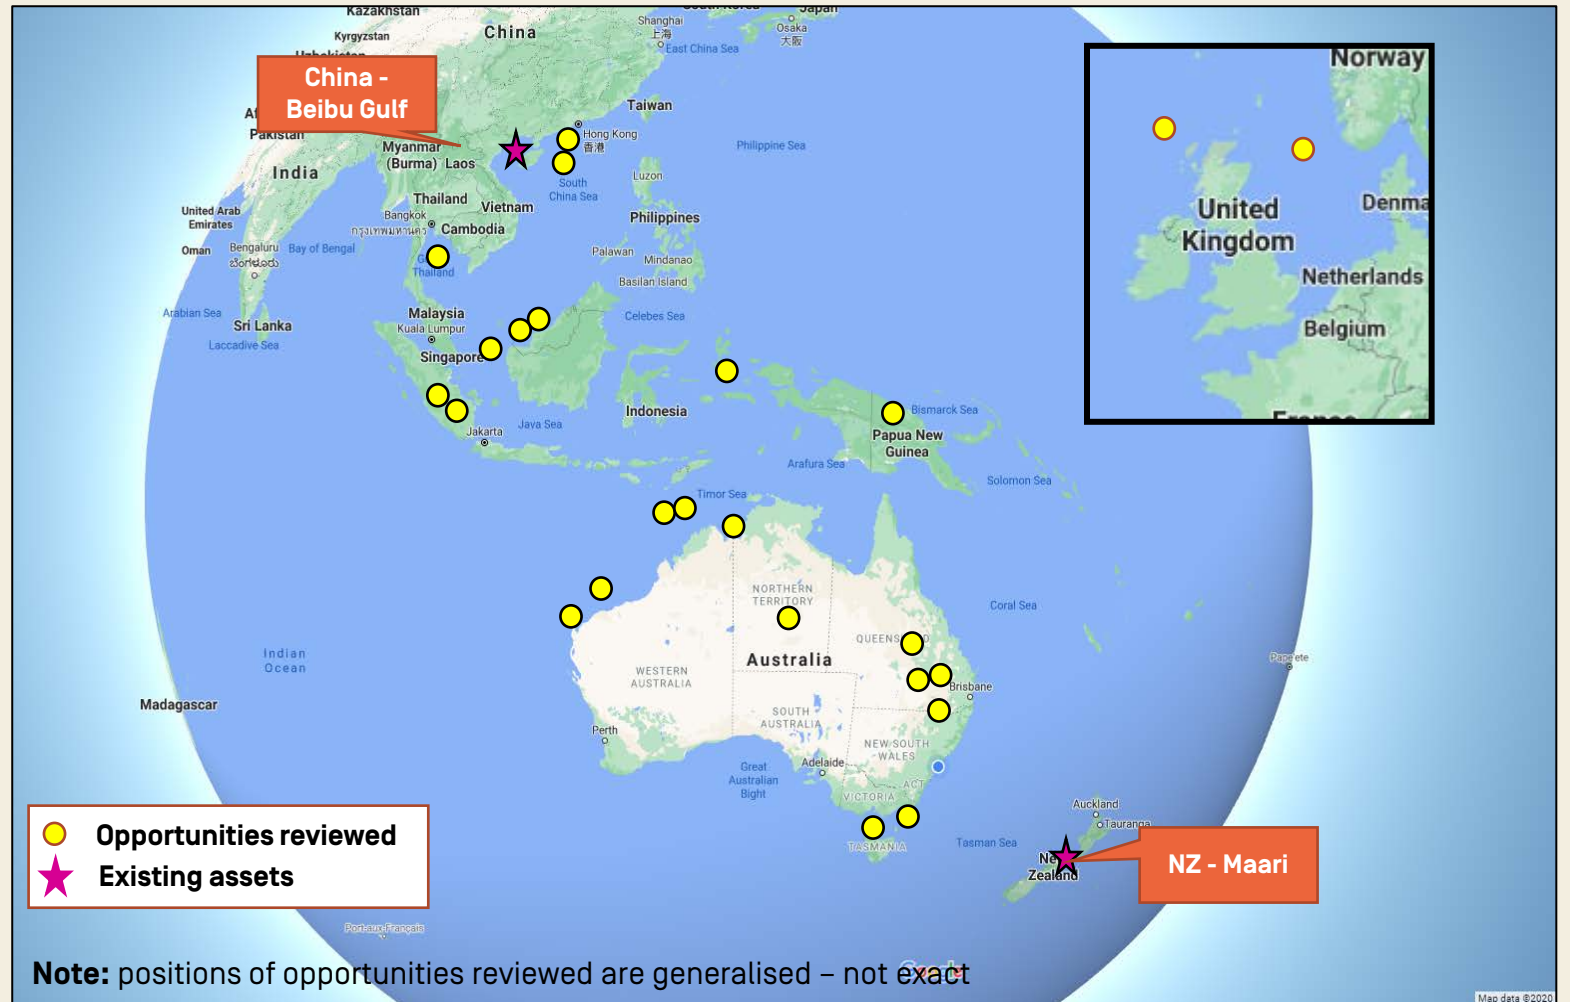 Kazakhstan
Kyrgyzstan
China
Shanghai
上海
East China Sea
Japan
Osaka
大阪
China -
Beibu Gulf
Pakistan
Taiwan
Hong Kong
香港
Philippine Sea
Myanmar
(Burma)
Laos
India
South
China Sea
Luzon
Thailand
Vietnam
Bangkok
กรุงเทพมหานคร
Cambodia
Philippines
United Arab
Emirates
Oman
Bengaluru
ಬೆಂಗಳೂರು
Bay of Bengal
Palawan
Mindanao
Basilan Island
Thailand
Arabian Sea
Sri Lanka
Laccadive Sea
Malaysia
Kuala Lumpur
Singapore
Celebes Sea
Indonesia
Jakarta
Java Sea
Bismarck Sea
Papua New
Guinea
Arafura Sea
Solomon Sea
Timor Sea
NORTHERN
TERRITORY
Coral Sea
Indian
Ocean
WESTERN
AUSTRALIA
Australia
Brisbane
Pape'ete
Madagascar
SOUTH
AUSTRALIA
Perth
NEW SOUTH
WALES
Great
Australian
Bight
Adelaide
ACT
VICTORIA
TASMANIA
Tasman Sea
Auckland
Tauranga
Zealand
NZ - Maari
Port-aux-Français
Norway
United
Kingdom
Denma
Netherlands
Belgium
France
Opportunities reviewed
Existing assets
Note: positions of opportunities reviewed are generalised – not exact
Google
Map data ©2020